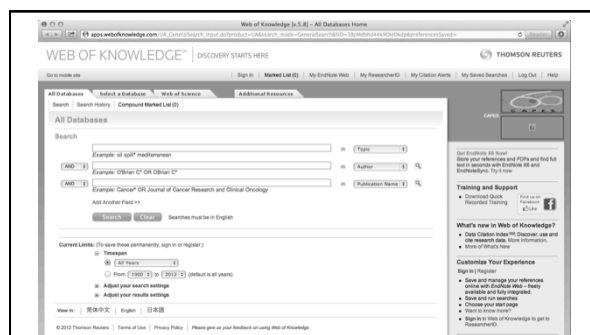 Web of Knowledge [v.5.8] – All Databases Home
apps.webofknowledge.com
Reader
WEB OF KNOWLEDGE℠ | DISCOVERY STARTS HERE
THOMSON REUTERS
Go to mobile site
Sign In | Marked List (0) | My EndNote Web | My ResearcherID | My Citation Alerts | My Saved Searches | Log Out | Help
All Databases Select a Database Web of Science Additional Resources
Search Search History Compound Marked List (0)
All Databases
CAPES
Search
in Topic
Example: oil spill* mediterranean
AND in Author
Example: O'Brian C* OR OBrian C*
AND in Publication Name
Example: Cancer* OR Journal of Cancer Research and Clinical Oncology
Add Another Field >>
Search Clear Searches must be in English
Current Limits: (To save these permanently, sign in or register.)
Timespan
All Years
From 1900 to 2012 (default is all years)
Adjust your search settings
Adjust your results settings
View in: | 简体中文 | English | 日本語
© 2012 Thomson Reuters | Terms of Use | Privacy Policy | Please give us your feedback on using Web of Knowledge.
Get EndNote X6 Now!
Store your references and PDFs and find full
text in seconds with EndNote X6 and
EndNoteSync. Try it now
Training and Support
Download Quick
Recorded Training
Find us on
Facebook
Like
What's new in Web of Knowledge?
Data Citation Index℠: Discover, use and
cite research data. More Information.
More of What's New
Customize Your Experience
Sign In | Register
Save and manage your references
online with EndNote Web – freely
available and fully integrated.
Save and run searches
Choose your start page
Want to know more?
Sign In to Web of Knowledge to get to
ResearcherID.